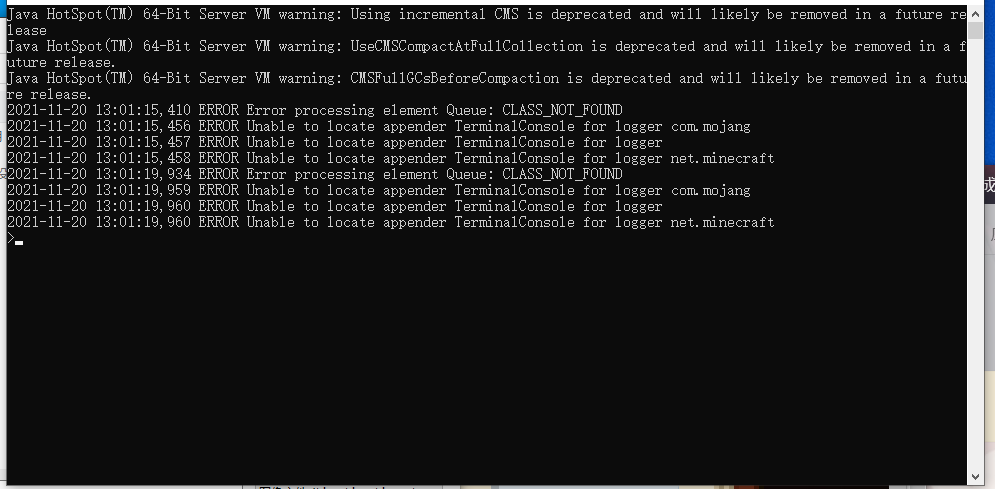 Java HotSpot(TM) 64-Bit Server VM warning: Using incremental CMS is deprecated and will likely be removed in a future re
lease
Java HotSpot(TM) 64-Bit Server VM warning: UseCMSCompactAtFullCollection is deprecated and will likely be removed in a f
uture release.
Java HotSpot(TM) 64-Bit Server VM warning: CMSFullGCsBeforeCompaction is deprecated and will likely be removed in a futu
re release.
2021-11-20 13:01:15,410 ERROR Error processing element Queue: CLASS_NOT_FOUND
2021-11-20 13:01:15,456 ERROR Unable to locate appender TerminalConsole for logger com.mojang
2021-11-20 13:01:15,457 ERROR Unable to locate appender TerminalConsole for logger
2021-11-20 13:01:15,458 ERROR Unable to locate appender TerminalConsole for logger net.minecraft
2021-11-20 13:01:19,934 ERROR Error processing element Queue: CLASS_NOT_FOUND
2021-11-20 13:01:19,959 ERROR Unable to locate appender TerminalConsole for logger com.mojang
2021-11-20 13:01:19,960 ERROR Unable to locate appender TerminalConsole for logger
2021-11-20 13:01:19,960 ERROR Unable to locate appender TerminalConsole for logger net.minecraft
>
成